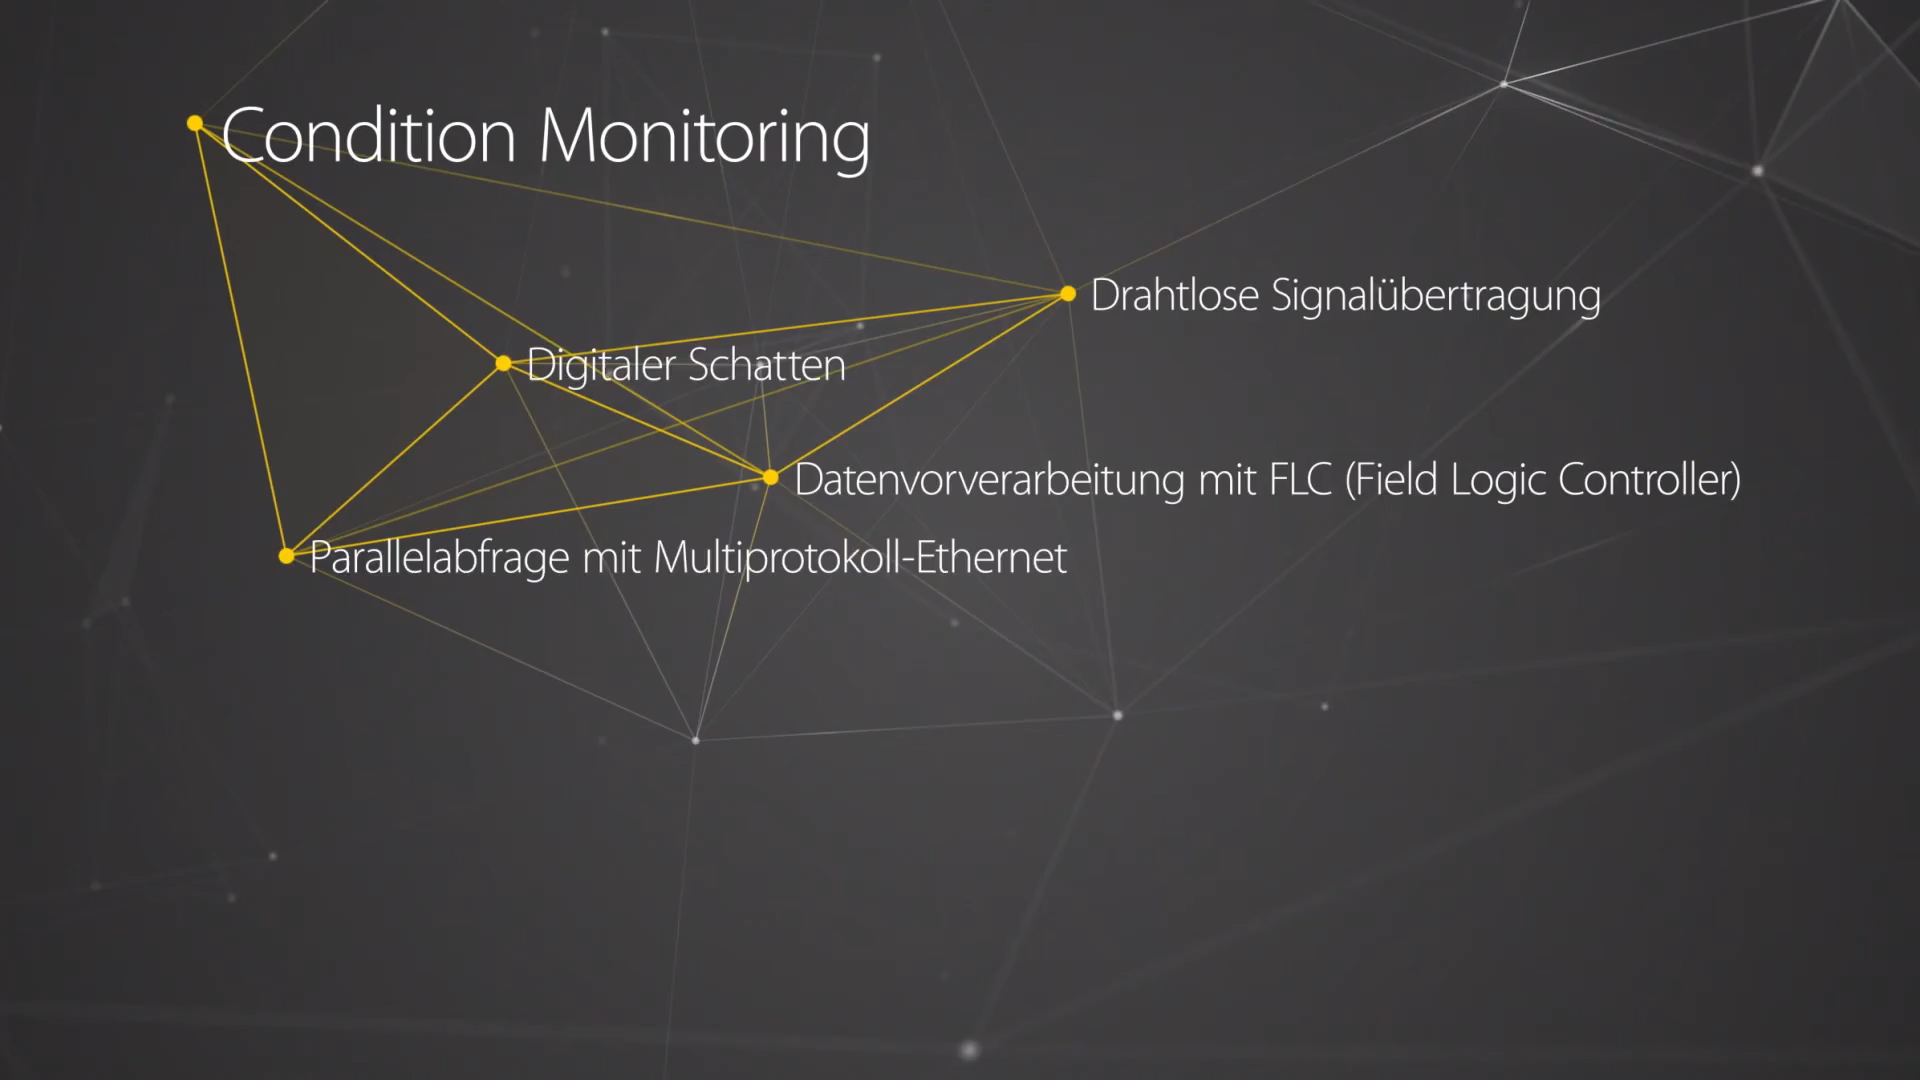 Condition Monitoring
Drahtlose Signalübertragung
Digitaler Schatten
Datenvorverarbeitung mit FLC (Field Logic Controller)
Parallelabfrage mit Multiprotokoll-Ethernet